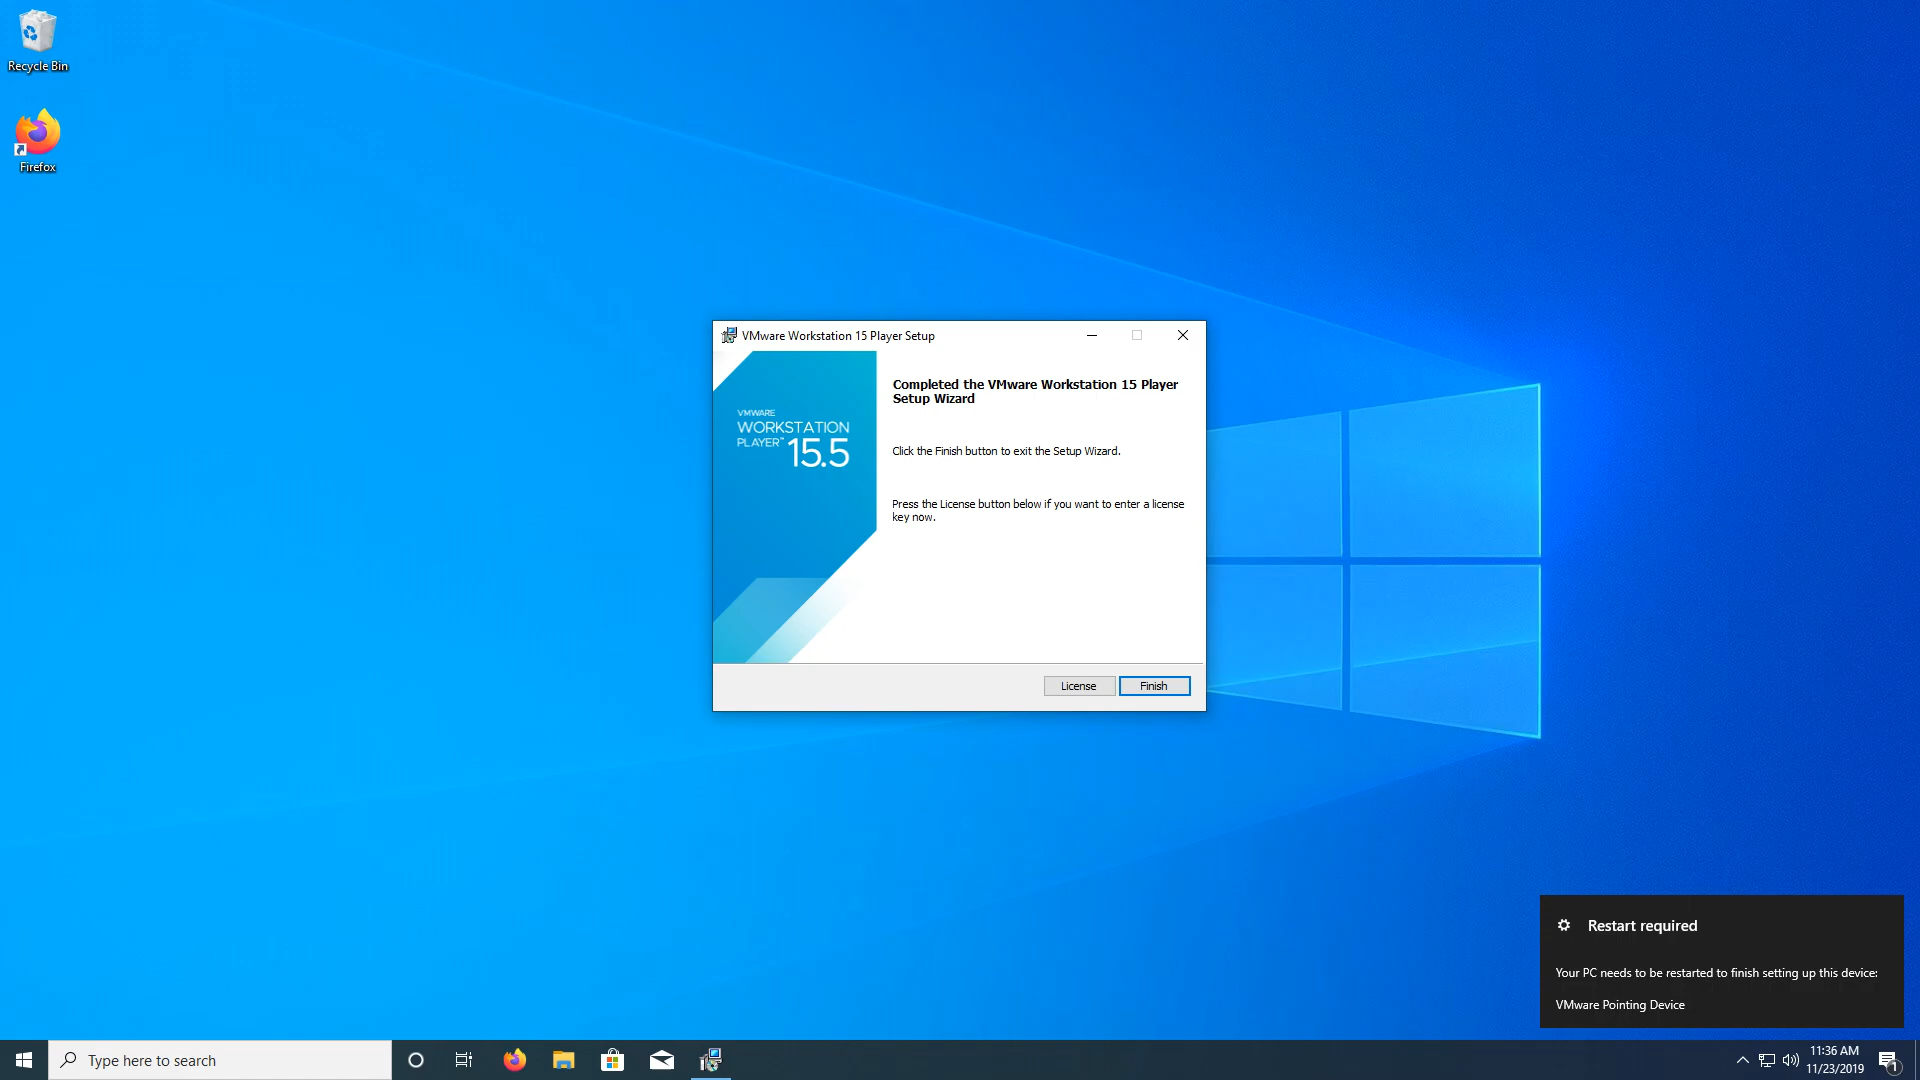 Recycle Bin
Firefox
VMware Workstation 15 Player Setup
VMWARE
WORKSTATION
PLAYER™ 15.5
Completed the VMware Workstation 15 Player
Setup Wizard
Click the Finish button to exit the Setup Wizard.
Press the License button below if you want to enter a license
key now.
License
Finish
Restart required
Your PC needs to be restarted to finish setting up this device:
VMware Pointing Device
Type here to search
11:36 AM
11/23/2019
1